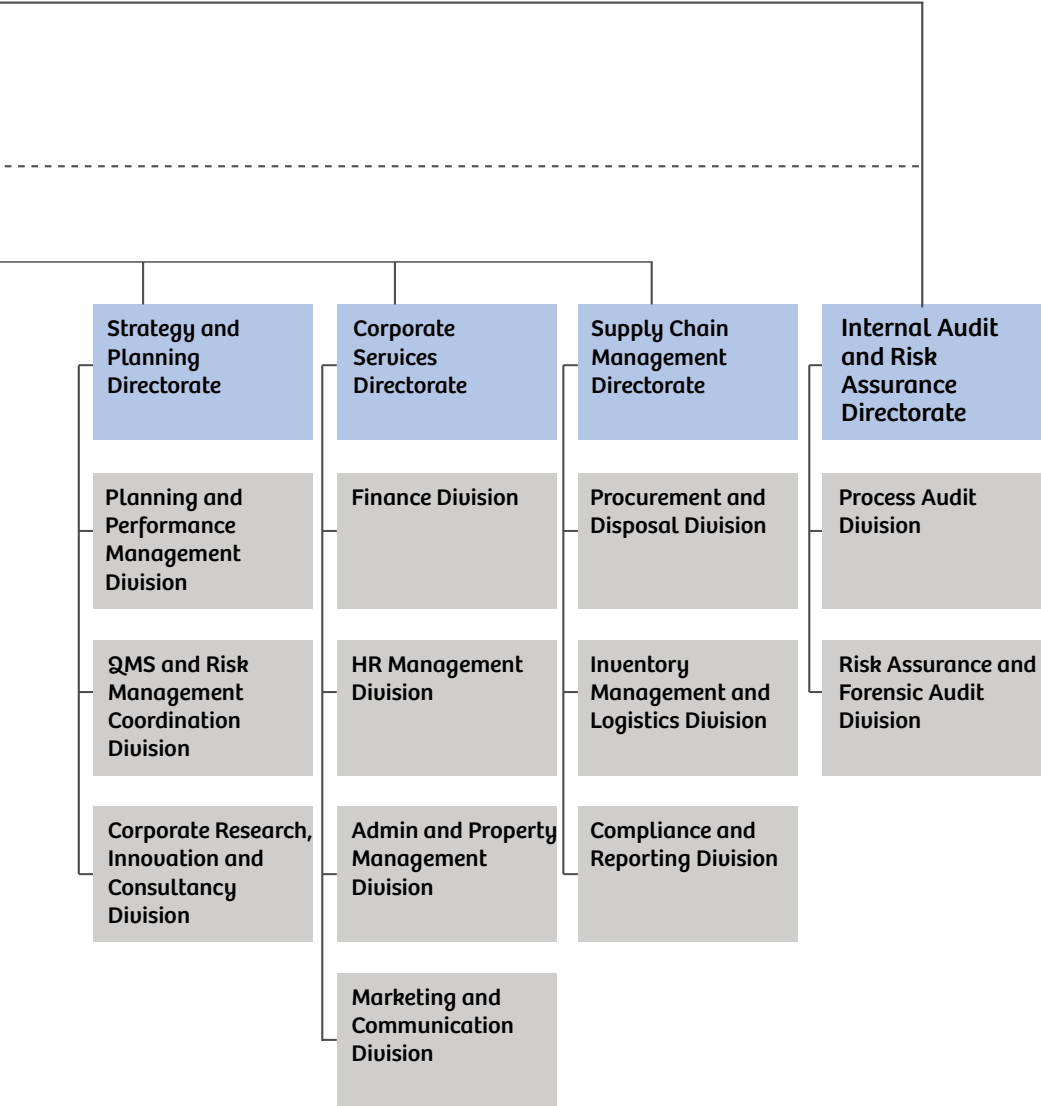 Strategy and
Planning
Directorate
Corporate
Services
Directorate
Supply Chain
Management
Directorate
Internal Audit
and Risk
Assurance
Directorate
Planning and
Performance
Management
Division
Finance Division
Procurement and
Disposal Division
Process Audit
Division
QMS and Risk
Management
Coordination
Division
HR Management
Division
Inventory
Management and
Logistics Division
Risk Assurance and
Forensic Audit
Division
Corporate Research,
Innovation and
Consultancy
Division
Admin and Property
Management
Division
Compliance and
Reporting Division
Marketing and
Communication
Division